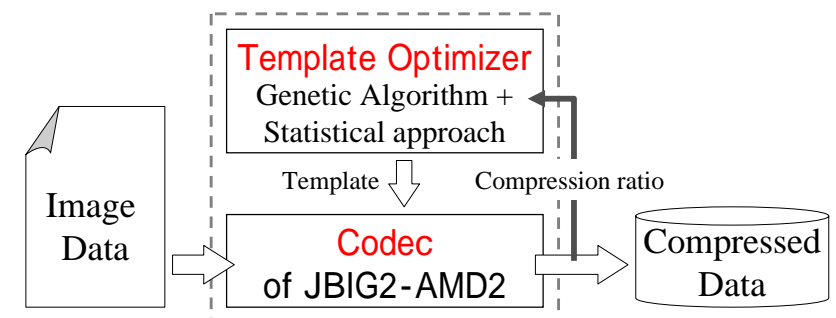 Template Optimizer
Genetic Algorithm +
Statistical approach
Template
Compression ratio
Image
Data
Codec
of JBIG2-AMD2
Compressed
Data